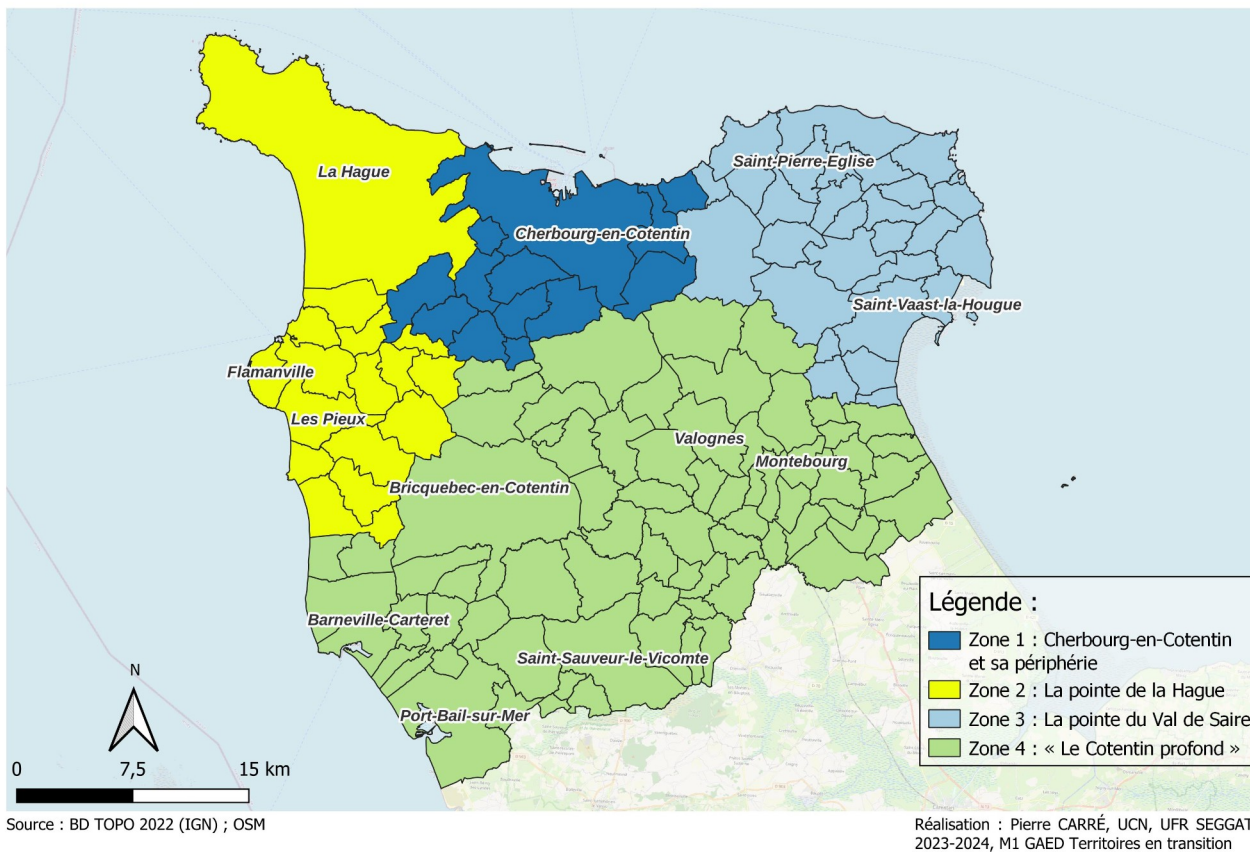 La Hague
Saint-Pierre-Eglise
Cherbourg-en-Cotentin
Saint-Vaast-la-Hougue
Flamanville
Les Pieux
Valognes
Montebourg
Bricquebec-en-Cotentin
Barneville-Carteret
Saint-Sauveur-le-Vicomte
Port-Bail-sur-Mer
N
0 7,5 15 km
Légende :
Zone 1 : Cherbourg-en-Cotentin
et sa périphérie
Zone 2 : La pointe de la Hague
Zone 3 : La pointe du Val de Saire
Zone 4 : « Le Cotentin profond »
Source : BD TOPO 2022 (IGN) ; OSM
Réalisation : Pierre CARRÉ, UCN, UFR SEGGAT
2023-2024, M1 GAED Territoires en transition